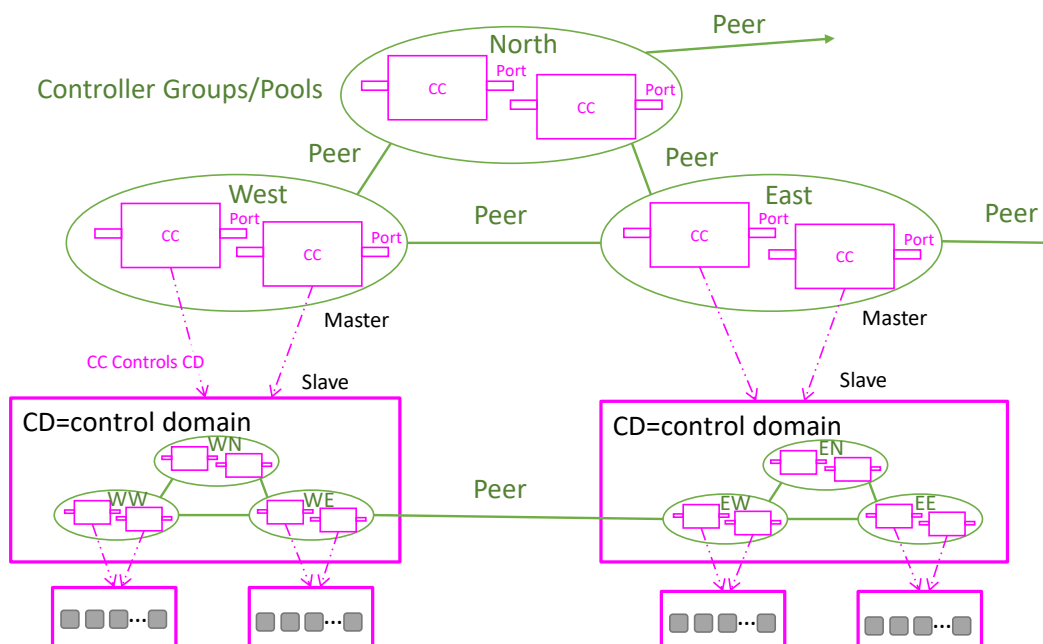 Peer
North
Controller Groups/Pools
CC
Port
CC
Port
Peer
Peer
West
East
CC
Port
CC
Port
Peer
CC
Port
CC
Port
Peer
Master
Master
CC Controls CD
Slave
Slave
CD=control domain
CD=control domain
WN
EN
WW
WE
Peer
EW
EE
...
...
...
...